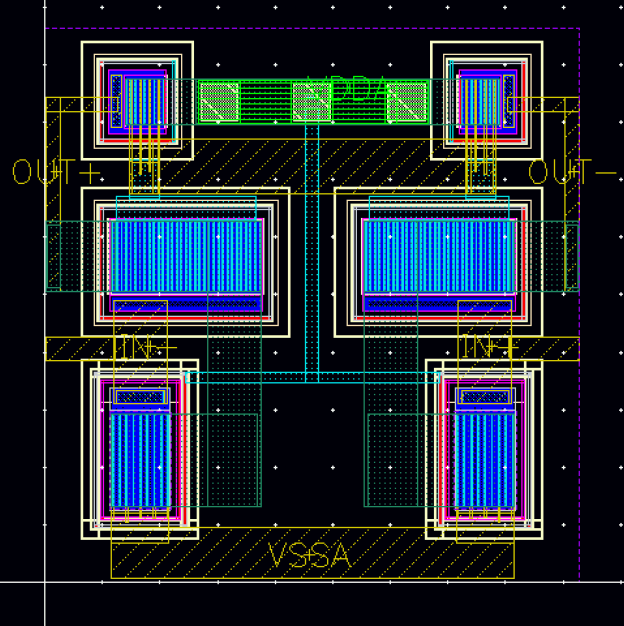 VDDA
OUT+
OUT-
IN-
IN+
VSSA